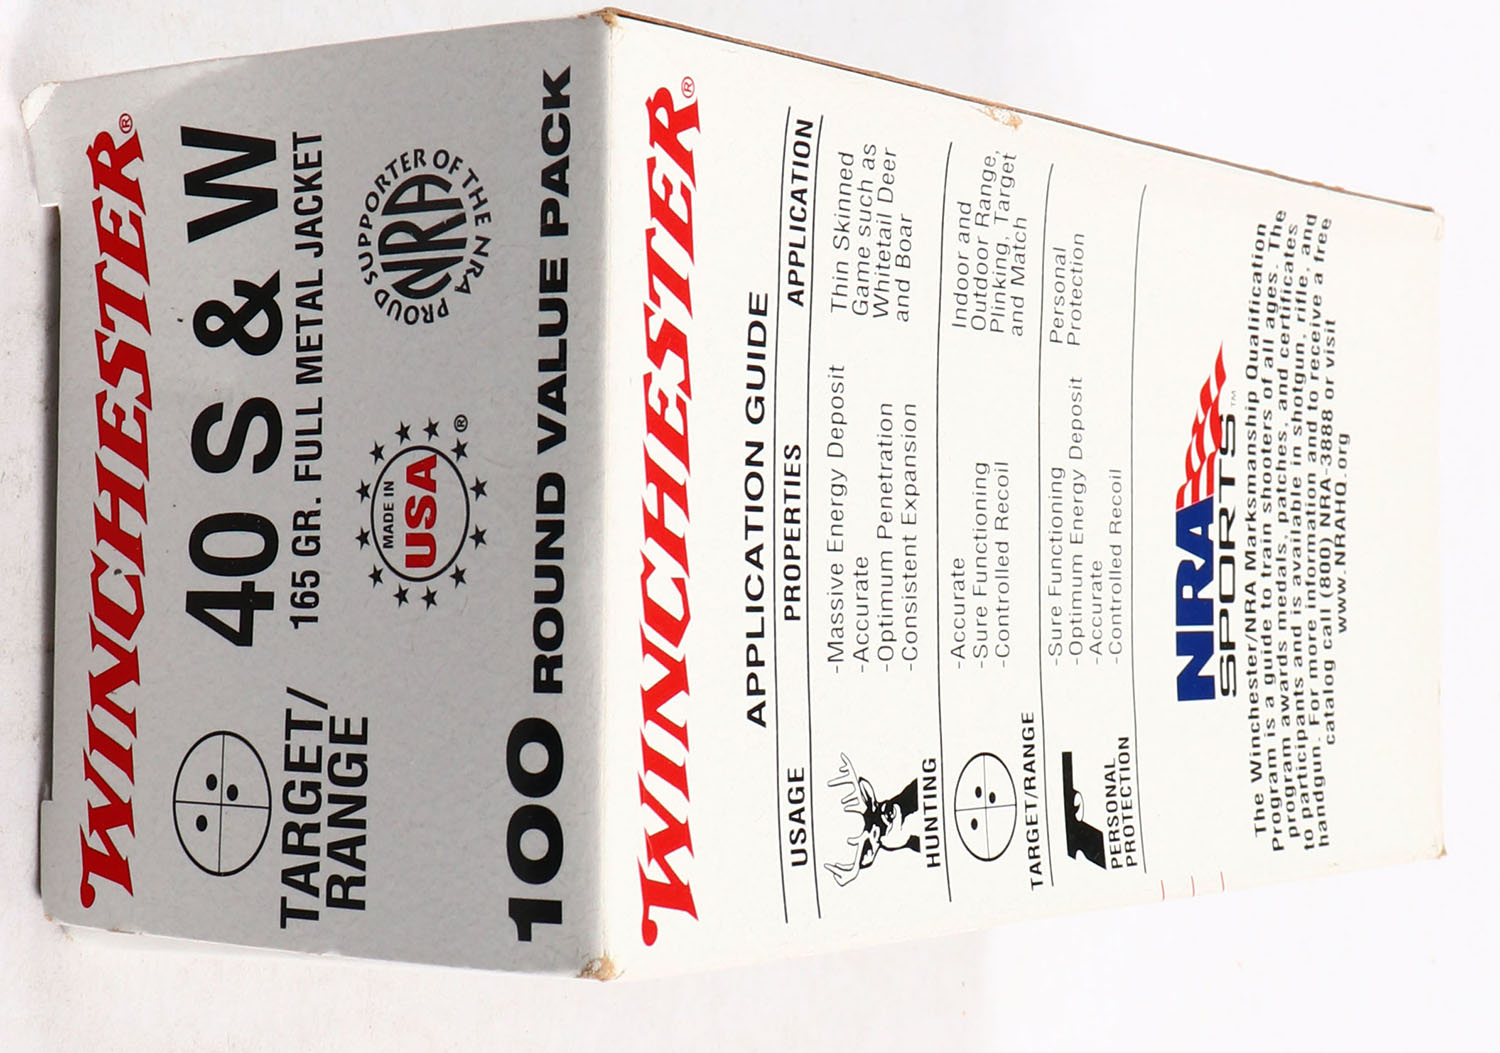 WINCHESTER®
40 S & W
165 GR. FULL METAL JACKET
TARGET/
RANGE
MADE IN
USA
®
PROUD SUPPORTER OF THE NRA
NRA
100 ROUND VALUE PACK
WINCHESTER®
APPLICATION GUIDE
USAGE PROPERTIES APPLICATION
HUNTING
-Massive Energy Deposit
-Accurate
-Optimum Penetration
-Consistent Expansion
Thin Skinned
Game such as
Whitetail Deer
and Boar
TARGET/RANGE
-Accurate
-Sure Functioning
-Controlled Recoil
Indoor and
Outdoor Range,
Plinking, Target
and Match
PERSONAL
PROTECTION
-Sure Functioning
-Optimum Energy Deposit
-Accurate
-Controlled Recoil
Personal
Protection
NRA
SPORTS™
The Winchester/NRA Marksmanship Qualification
Program is a guide to train shooters of all ages. The
program awards medals, patches, and certificates
to participants and is available in shotgun, rifle, and
handgun. For more information and to receive a free
catalog call (800) NRA-3888 or visit
www.NRAHQ.org